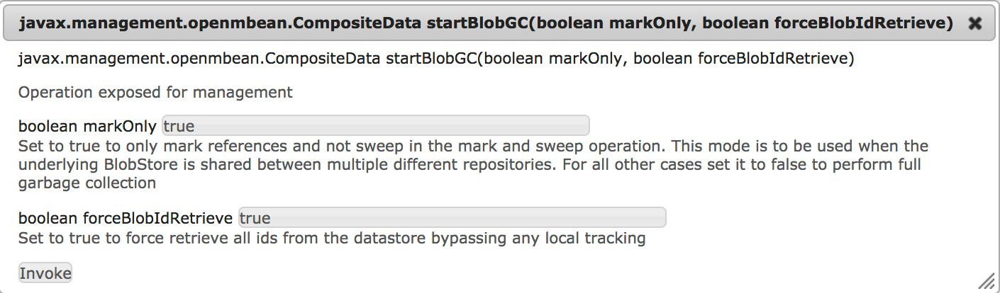 javax.management.openmbean.CompositeData startBlobGC(boolean markOnly, boolean forceBlobIdRetrieve)
javax.management.openmbean.CompositeData startBlobGC(boolean markOnly, boolean forceBlobIdRetrieve)
Operation exposed for management
boolean markOnly true
Set to true to only mark references and not sweep in the mark and sweep operation. This mode is to be used when the
underlying BlobStore is shared between multiple different repositories. For all other cases set it to false to perform full
garbage collection
boolean forceBlobIdRetrieve true
Set to true to force retrieve all ids from the datastore bypassing any local tracking
Invoke